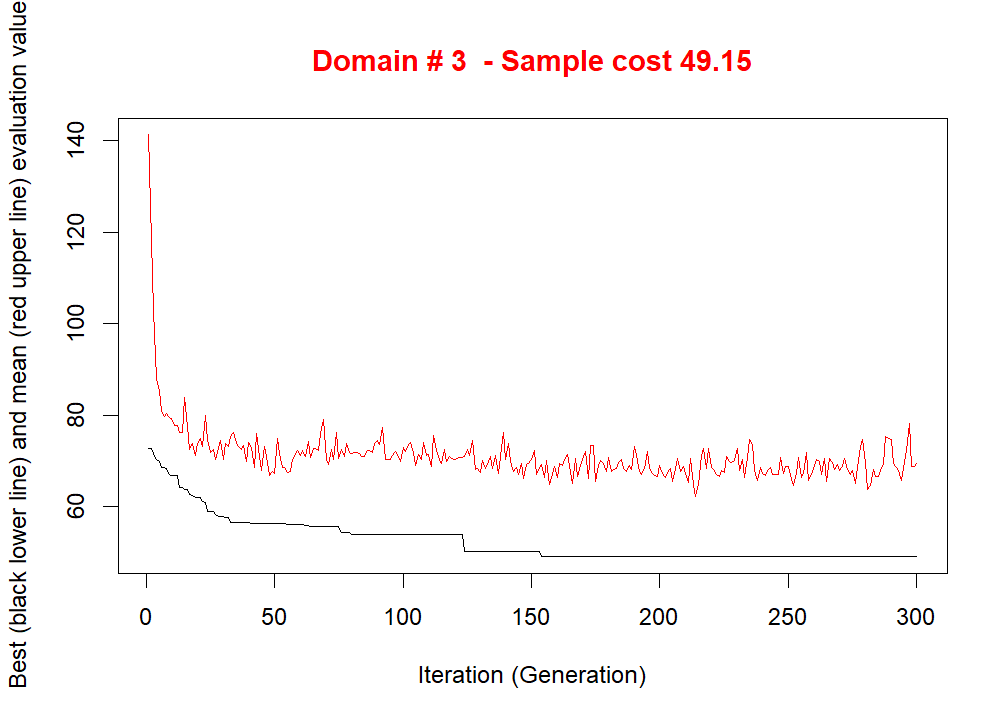 Domain # 3  - Sample cost 49.15
Best (black lower line) and mean (red upper line) evaluation value
140
120
100
80
60
0 50 100 150 200 250 300
Iteration (Generation)